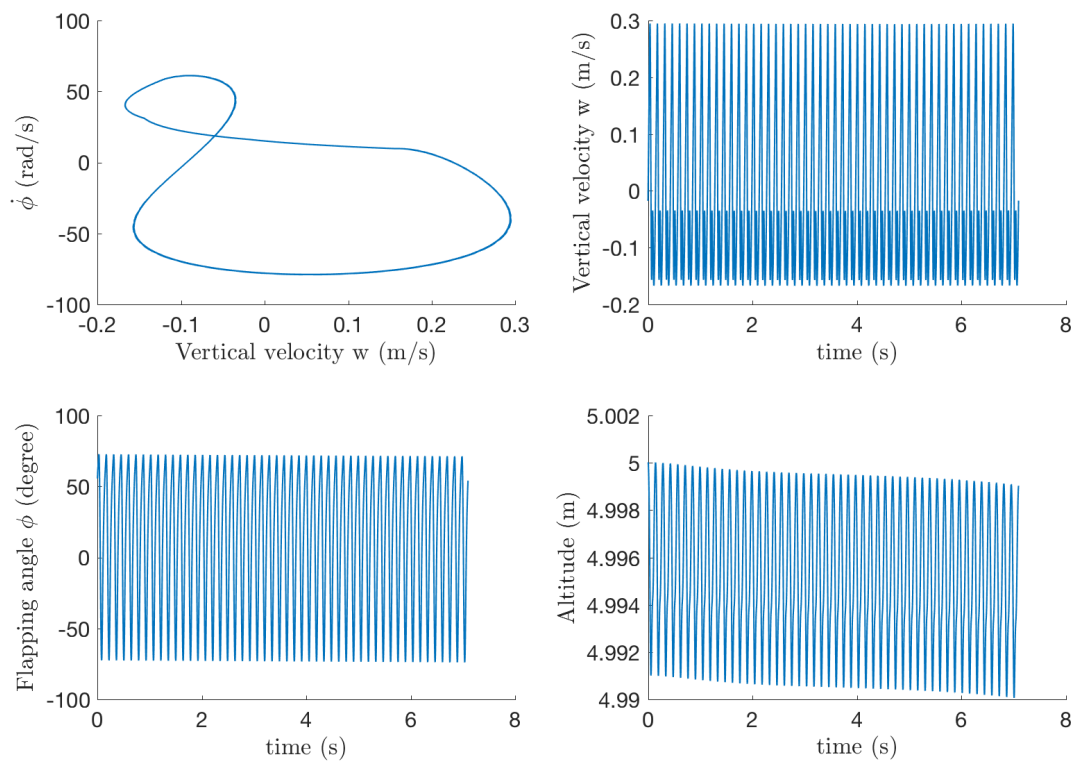 100
50
0
-50
-100
$\dot{\phi}$ (rad/s)
-0.2 -0.1 0 0.1 0.2 0.3
Vertical velocity w (m/s)
0.3
0.2
0.1
0
-0.1
-0.2
Vertical velocity w (m/s)
0 2 4 6 8
time (s)
100
50
0
-50
-100
Flapping angle ϕ (degree)
0 2 4 6 8
time (s)
5.002
5
4.998
4.996
4.994
4.992
4.99
Altitude (m)
0 2 4 6 8
time (s)